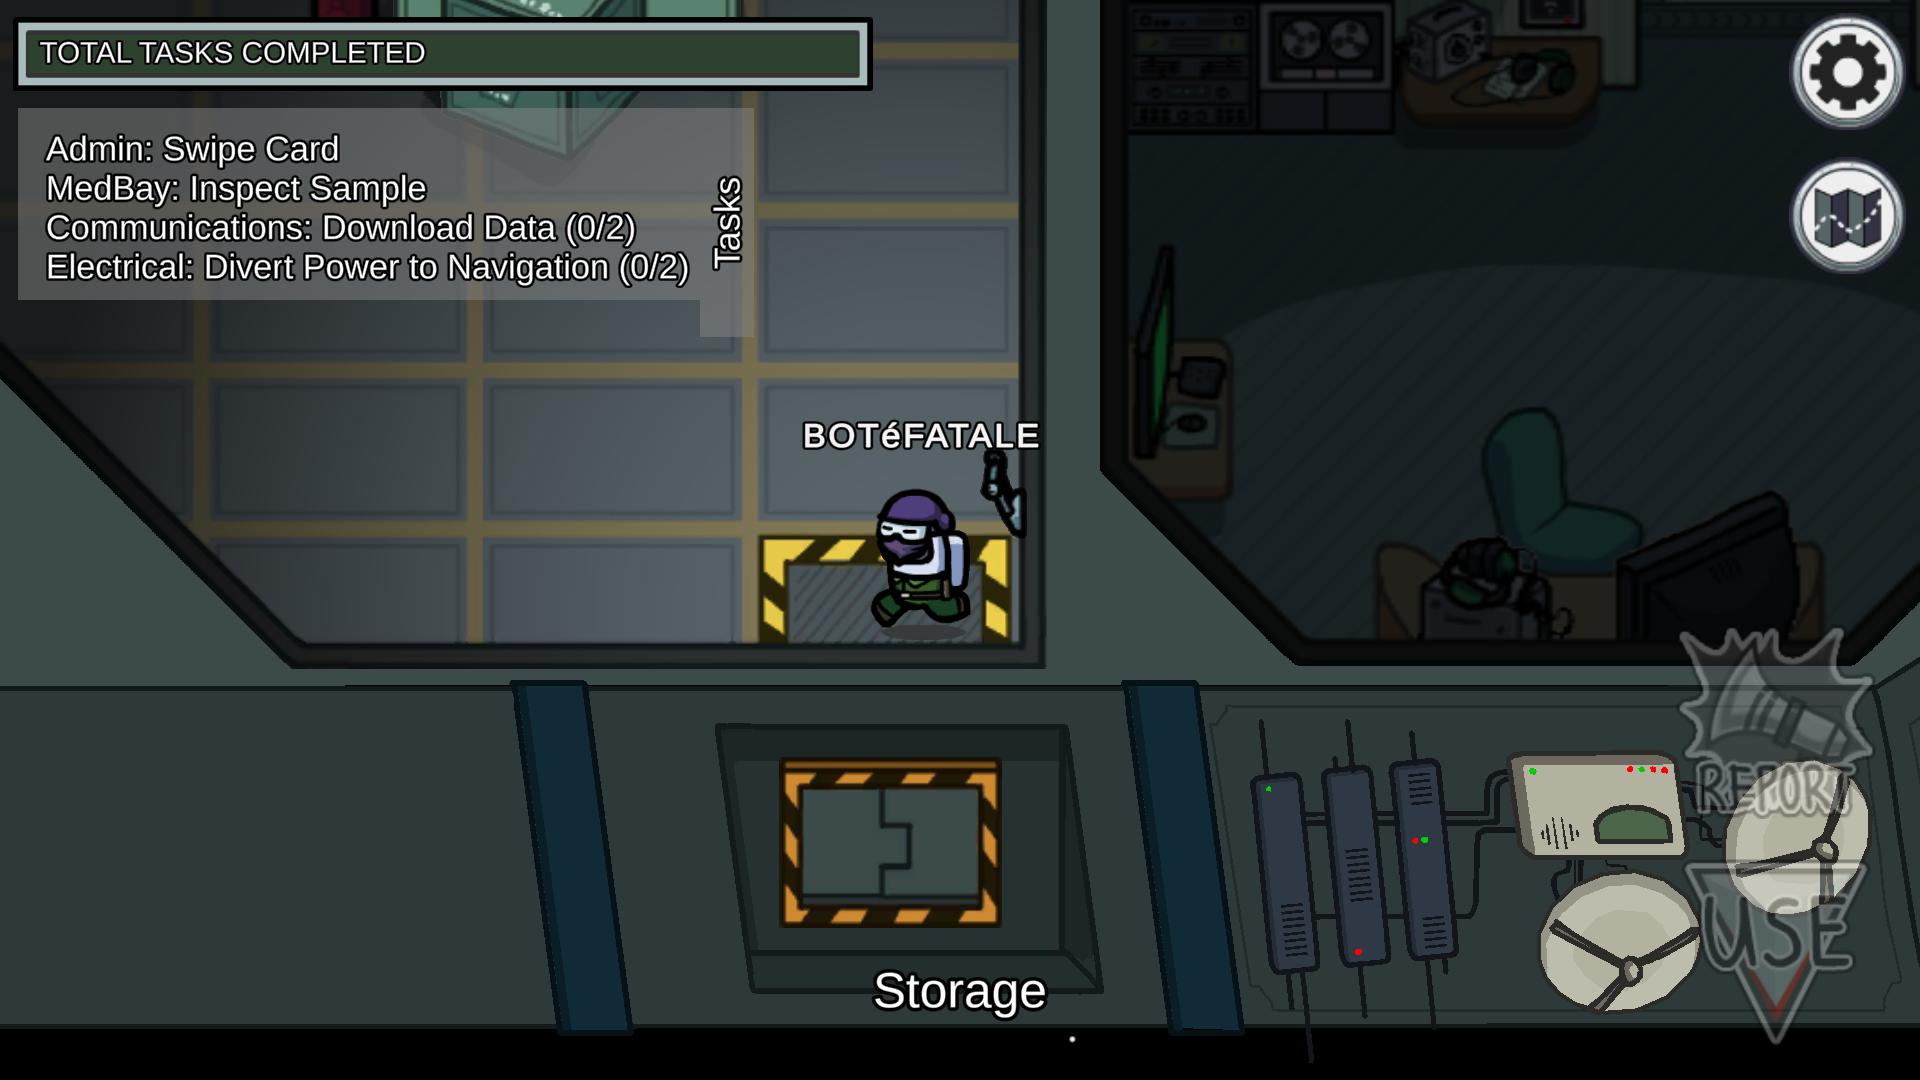 TOTAL TASKS COMPLETED
Admin: Swipe Card
MedBay: Inspect Sample
Communications: Download Data (0/2)
Electrical: Divert Power to Navigation (0/2)
Tasks
BOTéFATALE
REPORT
USE
Storage